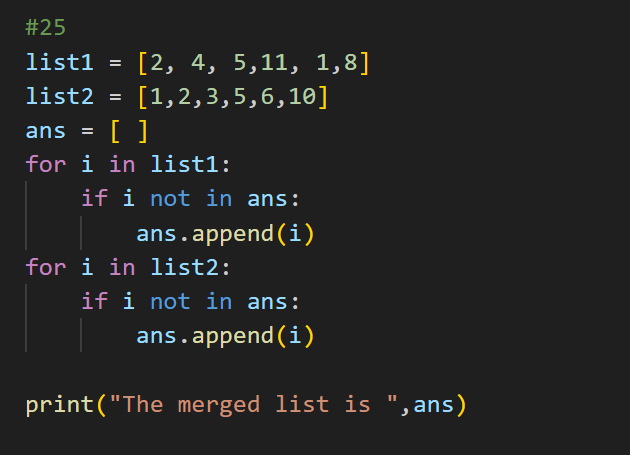 #25
list1 = [2, 4, 5,11, 1,8]
list2 = [1,2,3,5,6,10]
ans = [ ]
for i in list1:
    if i not in ans:
        ans.append(i)
for i in list2:
    if i not in ans:
        ans.append(i)

print("The merged list is ",ans)